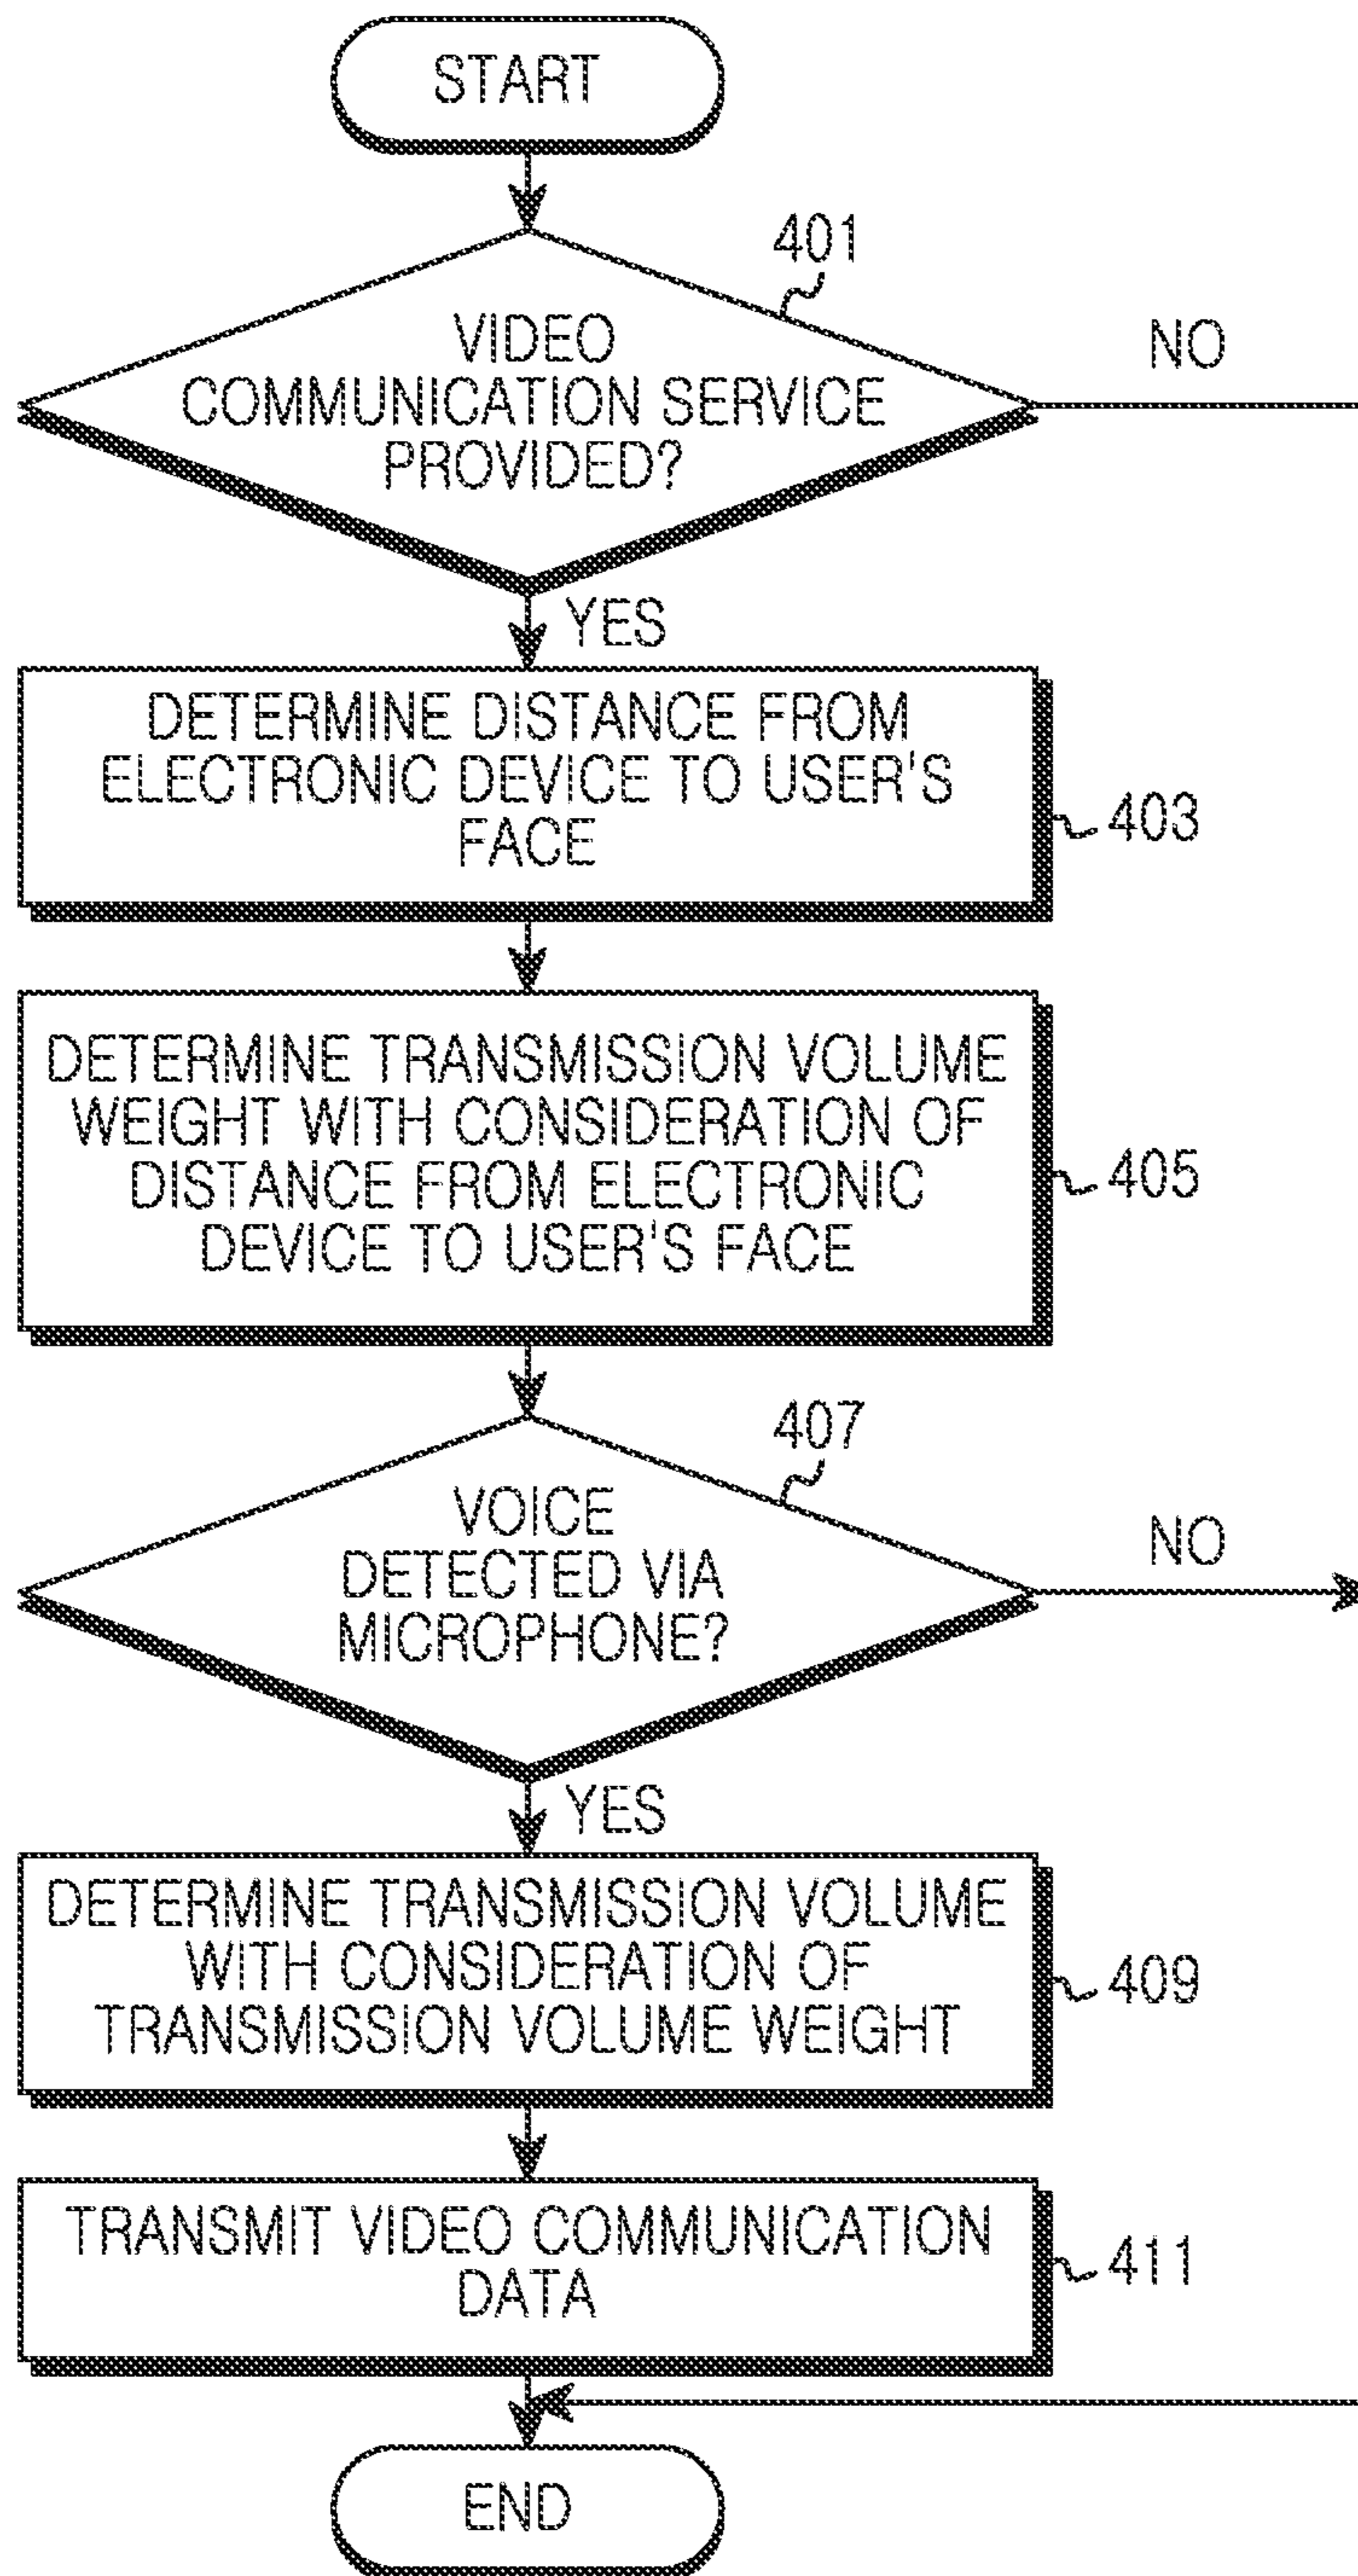 START
401
VIDEO
COMMUNICATION SERVICE
PROVIDED?
NO
YES
DETERMINE DISTANCE FROM
ELECTRONIC DEVICE TO USER'S
FACE
403
DETERMINE TRANSMISSION VOLUME
WEIGHT WITH CONSIDERATION OF
DISTANCE FROM ELECTRONIC
DEVICE TO USER'S FACE
405
407
VOICE
DETECTED VIA
MICROPHONE?
NO
YES
DETERMINE TRANSMISSION VOLUME
WITH CONSIDERATION OF
TRANSMISSION VOLUME WEIGHT
409
TRANSMIT VIDEO COMMUNICATION
DATA
411
END